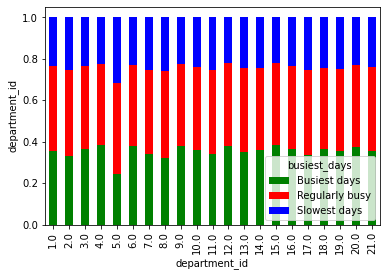 1.0
0.8
0.6
0.4
0.2
0.0
department_id
busiest_days
Busiest days
Regularly busy
Slowest days
1.0 2.0 3.0 4.0 5.0 6.0 7.0 8.0 9.0 10.0 11.0 12.0 13.0 14.0 15.0 16.0 17.0 18.0 19.0 20.0 21.0
department_id